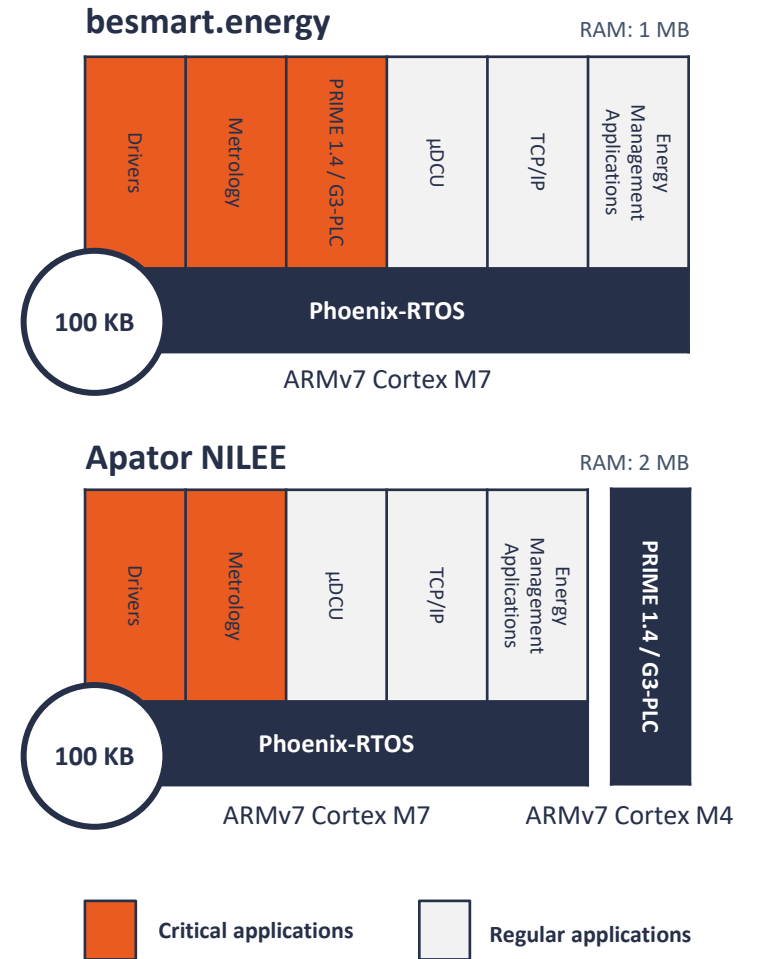 besmart.energy
RAM: 1 MB
Drivers
Metrology
PRIME 1.4 / G3-PLC
µDCU
TCP/IP
Energy
Management
Applications
100 KB
Phoenix-RTOS
ARMv7 Cortex M7
Apator NILEE
RAM: 2 MB
Drivers
Metrology
µDCU
TCP/IP
Energy
Management
Applications
PRIME 1.4 / G3-PLC
100 KB
Phoenix-RTOS
ARMv7 Cortex M7
ARMv7 Cortex M4
Critical applications
Regular applications